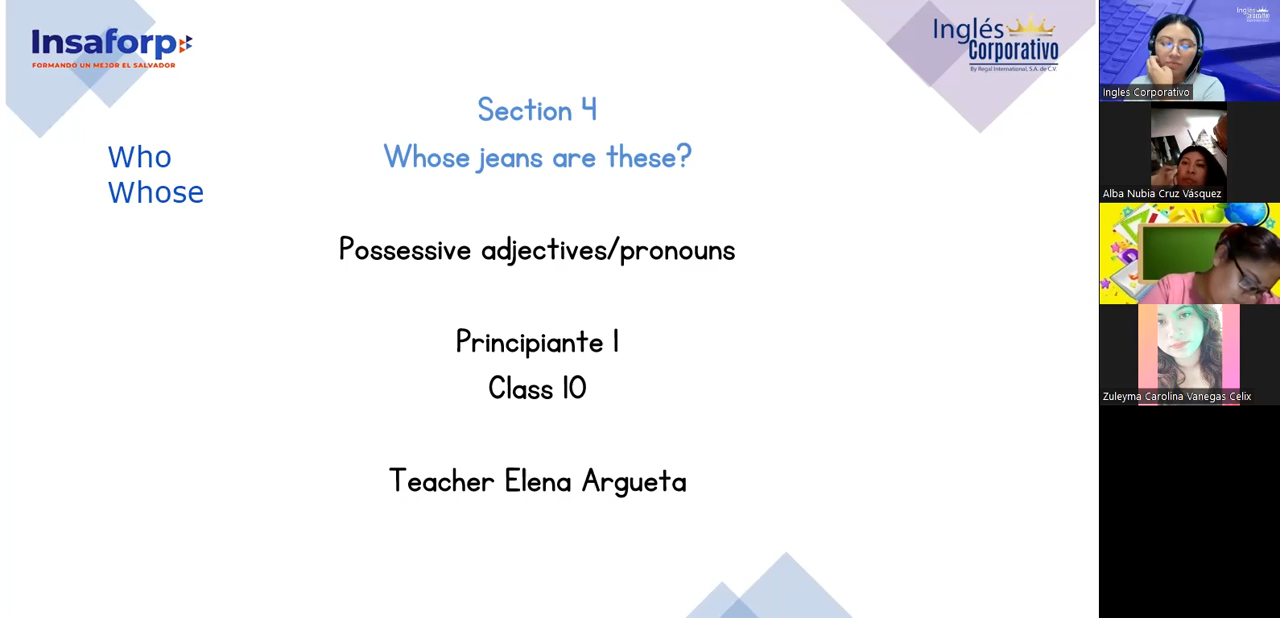 Insaforp
FORMANDO UN MEJOR EL SALVADOR
Inglés
Corporativo
By Regal International, S.A. de C.V.
Section 4
Whose jeans are these?
Who
Whose
Possessive adjectives/pronouns
Principiante 1
Class 10
Teacher Elena Argueta
Inglés
Corporativo
Ingles Corporativo
Alba Nubia Cruz Vásquez
Zuleyma Carolina Vanegas Celix